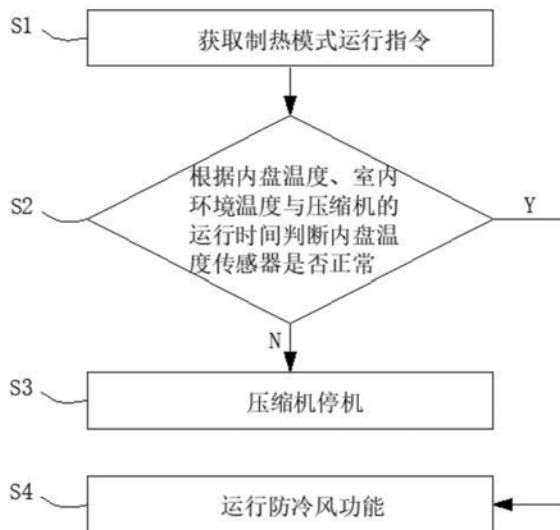 S1
获取制热模式运行指令
S2
根据内盘温度、室内
环境温度与压缩机的
运行时间判断内盘温
度传感器是否正常
Y
N
S3
压缩机停机
S4
运行防冷风功能